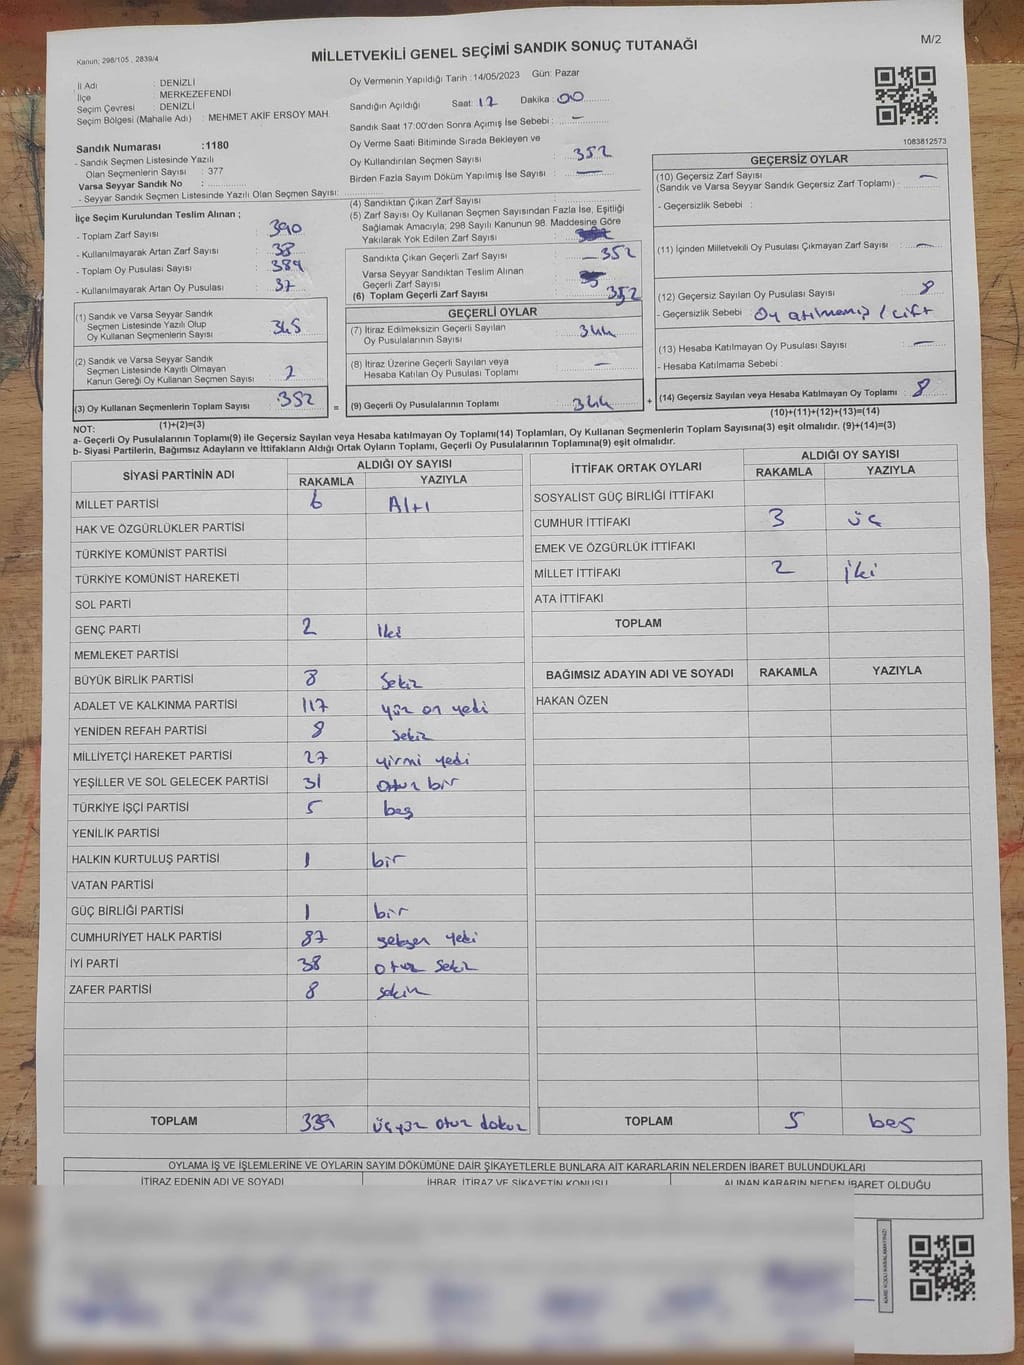 M/2
Kanun; 298/105 , 2839/4
MİLLETVEKİLİ GENEL SEÇİMİ SANDIK SONUÇ TUTANAĞI
İl Adı : DENİZLİ
İlçe : MERKEZEFENDİ
Seçim Çevresi : DENİZLİ
Seçim Bölgesi (Mahalle Adı) : MEHMET AKİF ERSOY MAH.
Sandık Numarası :1180
- Sandık Seçmen Listesinde Yazılı
Olan Seçmenlerin Sayısı : 377
Varsa Seyyar Sandık No :
- Seyyar Sandık Seçmen Listesinde Yazılı Olan Seçmen Sayısı:
Oy Vermenin Yapıldığı Tarih :14/05/2023 Gün: Pazar
Sandığın Açıldığı Saat: 17 Dakika : 00
Sandık Saat 17:00'den Sonra Açımış İse Sebebi : –
Oy Verme Saati Bitiminde Sırada Bekleyen ve
Oy Kullandırılan Seçmen Sayısı : 352
Birden Fazla Sayım Döküm Yapılmış İse Sayısı : —
1083812573
İlçe Seçim Kurulundan Teslim Alınan ;
- Toplam Zarf Sayısı : 390
- Kullanılmayarak Artan Zarf Sayısı : 38
- Toplam Oy Pusulası Sayısı : 389
- Kullanılmayarak Artan Oy Pusulası : 37
(1) Sandık ve Varsa Seyyar Sandık
Seçmen Listesinde Yazılı Olup
Oy Kullanan Seçmenlerin Sayısı : 345
(2) Sandık ve Varsa Seyyar Sandık
Seçmen Listesinde Kayıtlı Olmayan
Kanun Gereği Oy Kullanan Seçmen Sayısı :
(3) Oy Kullanan Seçmenlerin Toplam Sayısı : 352
(1)+(2)=(3)
(4) Sandıktan Çıkan Zarf Sayısı :
(5) Zarf Sayısı Oy Kullanan Seçmen Sayısından Fazla İse, Eşitliği
Sağlamak Amacıyla; 298 Sayılı Kanunun 98. Maddesine Göre
Yakılarak Yok Edilen Zarf Sayısı :
Sandıkta Çıkan Geçerli Zarf Sayısı : 352
Varsa Seyyar Sandıktan Teslim Alınan
Geçerli Zarf Sayısı :
(6) Toplam Geçerli Zarf Sayısı : 352
GEÇERLİ OYLAR
(7) İtiraz Edilmeksizin Geçerli Sayılan
Oy Pusulalarının Sayısı : 344
(8) İtiraz Üzerine Geçerli Sayılan veya
Hesaba Katılan Oy Pusulası Toplamı : —
= (9) Geçerli Oy Pusulalarının Toplamı : 344 +
GEÇERSİZ OYLAR
(10) Geçersiz Zarf Sayısı
(Sandık ve Varsa Seyyar Sandık Geçersiz Zarf Toplamı) : —
- Geçersizlik Sebebi :
(11) İçinden Milletvekili Oy Pusulası Çıkmayan Zarf Sayısı : —
(12) Geçersiz Sayılan Oy Pusulası Sayısı : 8
- Geçersizlik Sebebi : Oy atılmamış / çift
(13) Hesaba Katılmayan Oy Pusulası Sayısı : —
- Hesaba Katılmama Sebebi :
(14) Geçersiz Sayılan veya Hesaba Katılmayan Oy Toplamı : 8
(10)+(11)+(12)+(13)=(14)
NOT:
a- Geçerli Oy Pusulalarının Toplamı(9) ile Geçersiz Sayılan veya Hesaba katılmayan Oy Toplamı(14) Toplamları, Oy Kullanan Seçmenlerin Toplam Sayısına(3) eşit olmalıdır. (9)+(14)=(3)
b- Siyasi Partilerin, Bağımsız Adayların ve İttifakların Aldığı Ortak Oyların Toplamı, Geçerli Oy Pusulalarının Toplamına(9) eşit olmalıdır.
SİYASİ PARTİNİN ADI ALDIĞI OY SAYISI
RAKAMLA YAZIYLA
MİLLET PARTİSİ 6 Altı
HAK VE ÖZGÜRLÜKLER PARTİSİ
TÜRKİYE KOMÜNİST PARTİSİ
TÜRKİYE KOMÜNİST HAREKETİ
SOL PARTİ
GENÇ PARTİ 2 iki
MEMLEKET PARTİSİ
BÜYÜK BİRLİK PARTİSİ 8 Sekiz
ADALET VE KALKINMA PARTİSİ 117 yüz on yedi
YENİDEN REFAH PARTİSİ 8 sekiz
MİLLİYETÇİ HAREKET PARTİSİ 27 yirmi yedi
YEŞİLLER VE SOL GELECEK PARTİSİ 31 otuz bir
TÜRKİYE İŞÇİ PARTİSİ 5 beş
YENİLİK PARTİSİ
HALKIN KURTULUŞ PARTİSİ 1 bir
VATAN PARTİSİ
GÜÇ BİRLİĞİ PARTİSİ 1 bir
CUMHURİYET HALK PARTİSİ 87 seksen yedi
İYİ PARTİ 38 otuz sekiz
ZAFER PARTİSİ 8 sekiz
TOPLAM 339 üçyüz otuz dokuz
İTTİFAK ORTAK OYLARI ALDIĞI OY SAYISI
RAKAMLA YAZIYLA
SOSYALİST GÜÇ BİRLİĞİ İTTİFAKI
CUMHUR İTTİFAKI 3 üç
EMEK VE ÖZGÜRLÜK İTTİFAKI
MİLLET İTTİFAKI 2 iki
ATA İTTİFAKI
TOPLAM
BAĞIMSIZ ADAYIN ADI VE SOYADI RAKAMLA YAZIYLA
HAKAN ÖZEN
TOPLAM 5 beş
OYLAMA İŞ VE İŞLEMLERİNE VE OYLARIN SAYIM DÖKÜMÜNE DAİR ŞİKAYETLERLE BUNLARA AİT KARARLARIN NELERDEN İBARET BULUNDUKLARI
İTİRAZ EDENİN ADI VE SOYADI İHBAR, İTİRAZ VE ŞİKAYETİN KONUSU ALINAN KARARIN NEDEN İBARET OLDUĞU